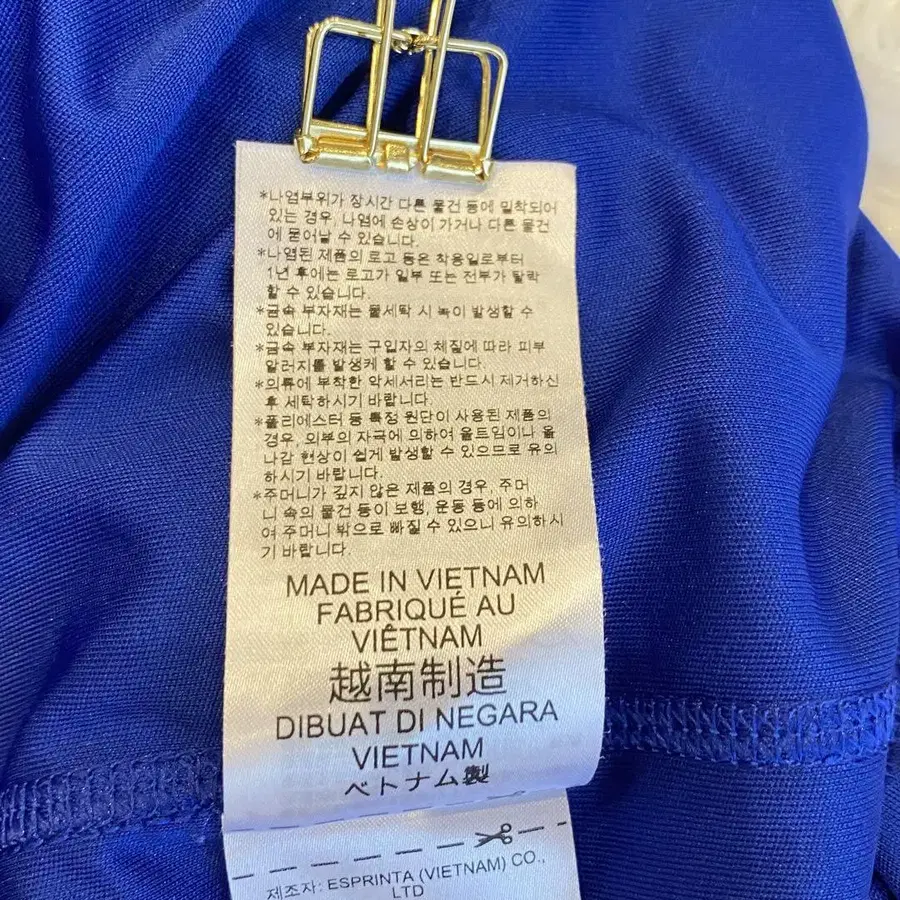 *나염부위가 장시간 다른 물건 등에 밀착되어
있는 경우, 나염에 손상이 가거나 다른 물건
에 묻어날 수 있습니다.
*나염된 제품의 로고 등은 착용일로부터
1년 후에는 로고가 일부 또는 전부가 탈락
할 수 있습니다.
*금속 부자재는 물세탁 시 녹이 발생할 수
있습니다.
*금속 부자재는 구입자의 체질에 따라 피부
알러지를 발생케 할 수 있습니다.
*의류에 부착한 악세서리는 반드시 제거하신
후 세탁하시기 바랍니다.
*폴리에스터 등 특정 원단이 사용된 제품의
경우, 외부의 자극에 의하여 올트임이나 올
나감 현상이 쉽게 발생할 수 있으므로 유의
하시기 바랍니다.
*주머니가 깊지 않은 제품의 경우, 주머
니 속의 물건 등이 보행, 운동 등에 의하
여 주머니 밖으로 빠질 수 있으니 유의하시
기 바랍니다.
MADE IN VIETNAM
FABRIQUÉ AU
VIÊTNAM
越南制造
DIBUAT DI NEGARA
VIETNAM
ベトナム製
제조자: ESPRINTA (VIETNAM) CO.,
LTD